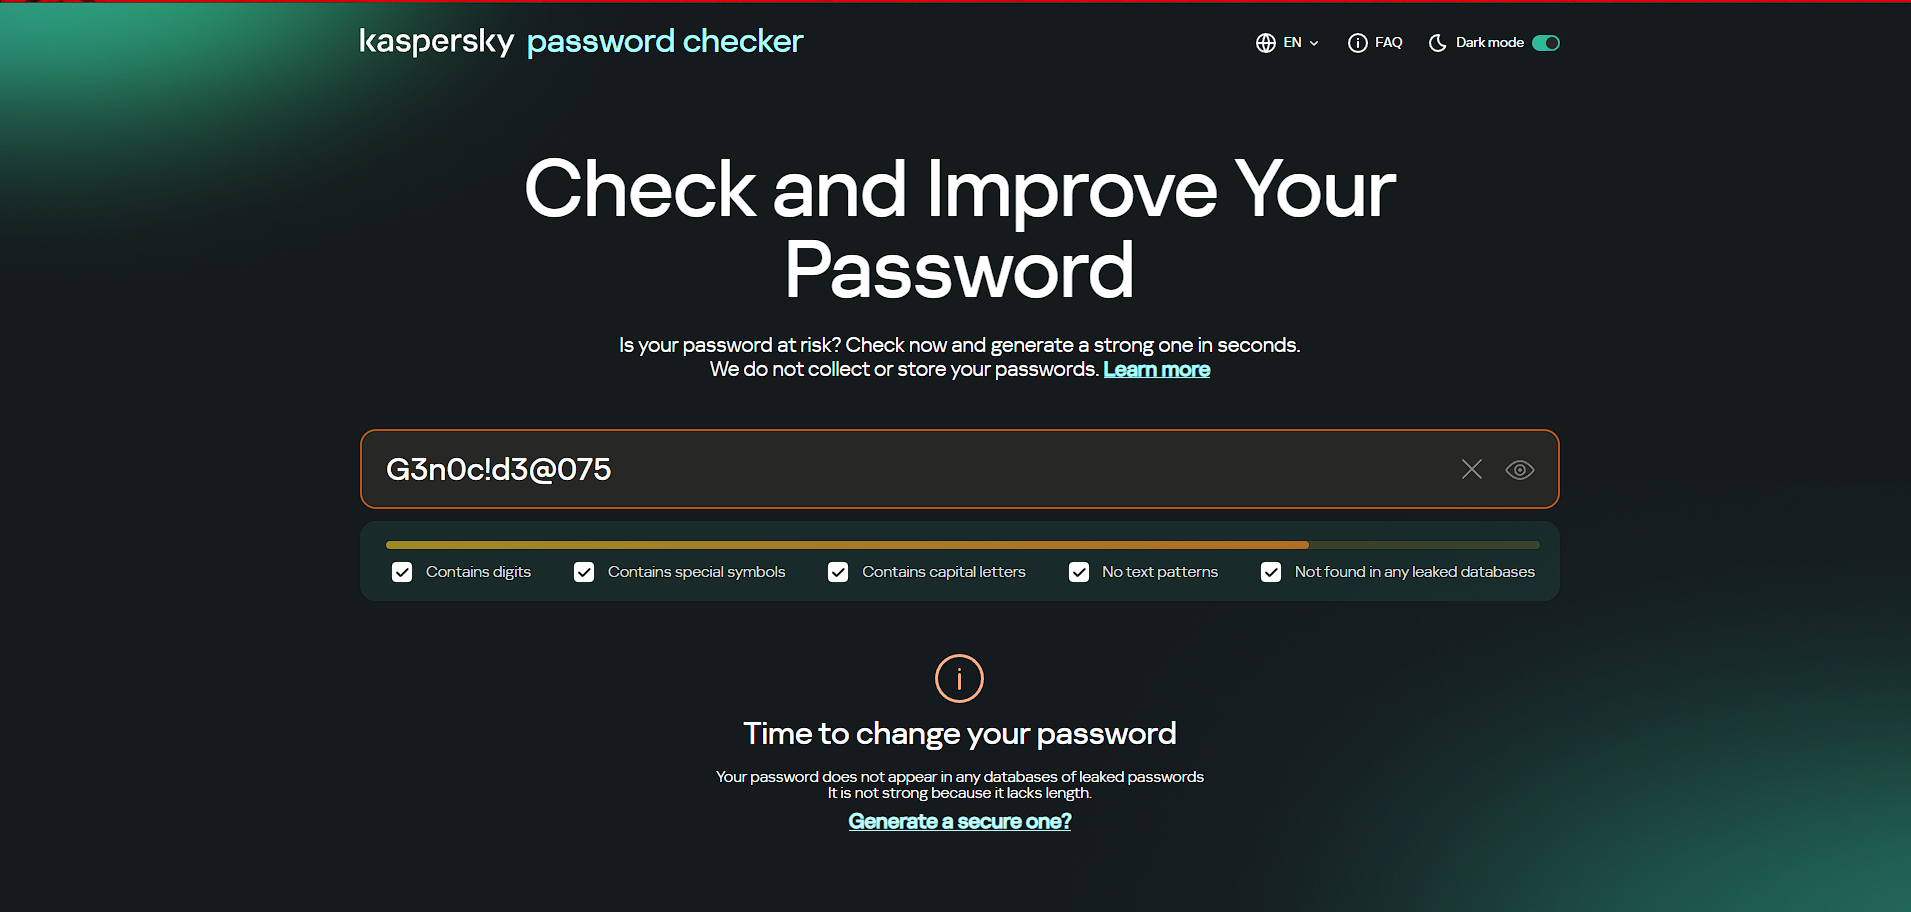 kaspersky password checker
EN
FAQ
Dark mode
Check and Improve Your
Password
Is your password at risk? Check now and generate a strong one in seconds.
We do not collect or store your passwords. Learn more
G3n0c!d3@075
Contains digits
Contains special symbols
Contains capital letters
No text patterns
Not found in any leaked databases
Time to change your password
Your password does not appear in any databases of leaked passwords
It is not strong because it lacks length.
Generate a secure one?